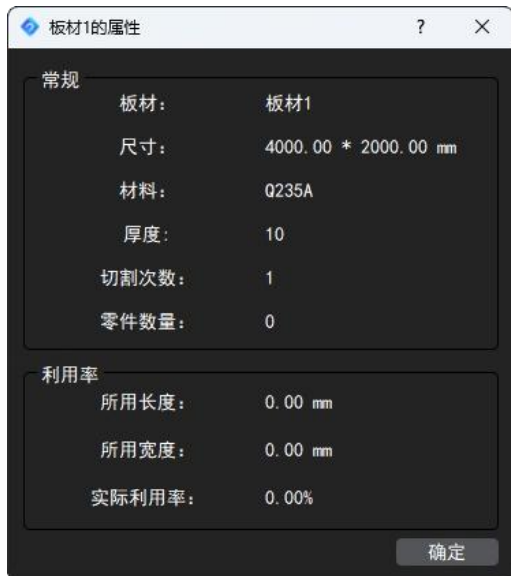 板材1的属性
?
常规
板材: 板材1
尺寸: 4000.00 * 2000.00 mm
材料: Q235A
厚度: 10
切割次数: 1
零件数量: 0
利用率
所用长度: 0.00 mm
所用宽度: 0.00 mm
实际利用率: 0.00%
确定